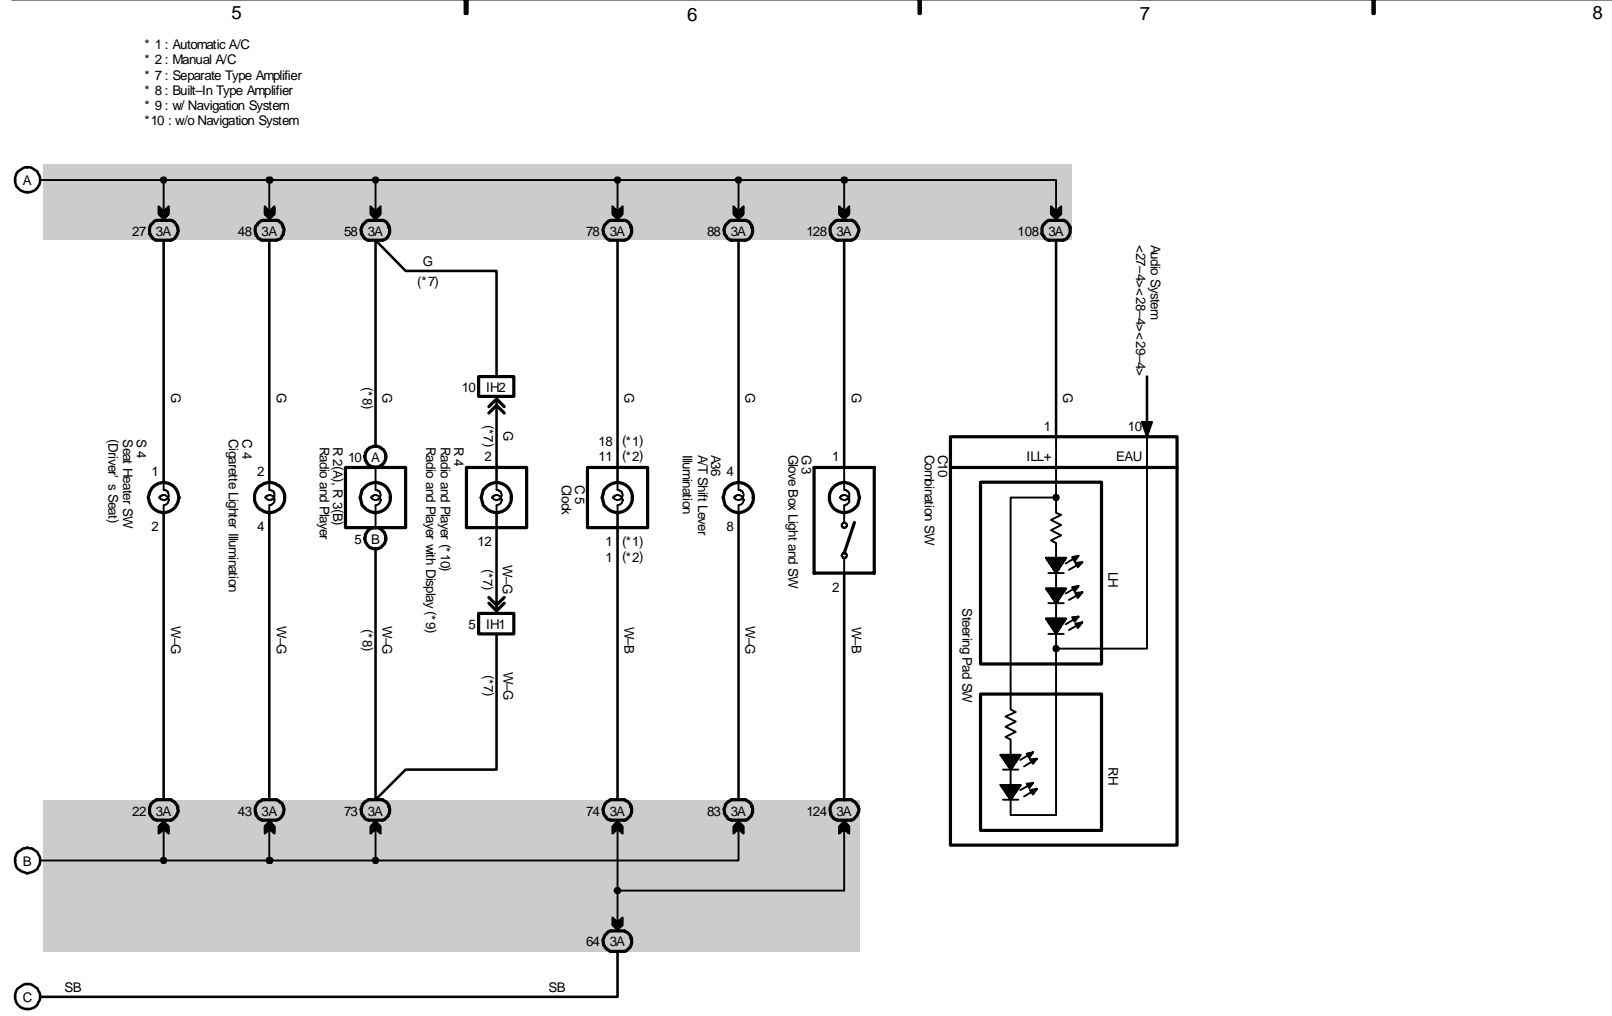 5
6
7
8
* 1 : Automatic A/C
* 2 : Manual A/C
* 7 : Separate Type Amplifier
* 8 : Built–In Type Amplifier
* 9 : w/ Navigation System
* 10 : w/o Navigation System
A
27 3A
48 3A
58 3A
78 3A
88 3A
128 3A
108 3A
G
(* 7)
Audio System
<27–4><28–4><29–4>
10 IH2
G
G
G
(* 8)
G
(* 7)
G
G
G
G
S 4
Seat Heater SW
(Driver' s Seat)
1
2
C 4
Cigarette Lighter Illumination
2
4
R 2(A), R 3(B)
Radio and Player
10 A
5 B
R 4
Radio and Player (* 10)
Radio and Player with Display (* 9)
2
12
18 (* 1)
11 (* 2)
C 5
Clock
1 (* 1)
1 (* 2)
A36
A/T Shift Lever
Illumination
4
8
G 3
Glove Box Light and SW
1
2
C10
Combination SW
1
10
ILL+
EAU
LH
Steering Pad SW
RH
W–G
(* 7)
5 IH1
W–G
W–G
W–G
(* 8)
W–G
(* 7)
W–B
W–G
W–B
22 3A
43 3A
73 3A
74 3A
83 3A
124 3A
B
64 3A
C
SB
SB